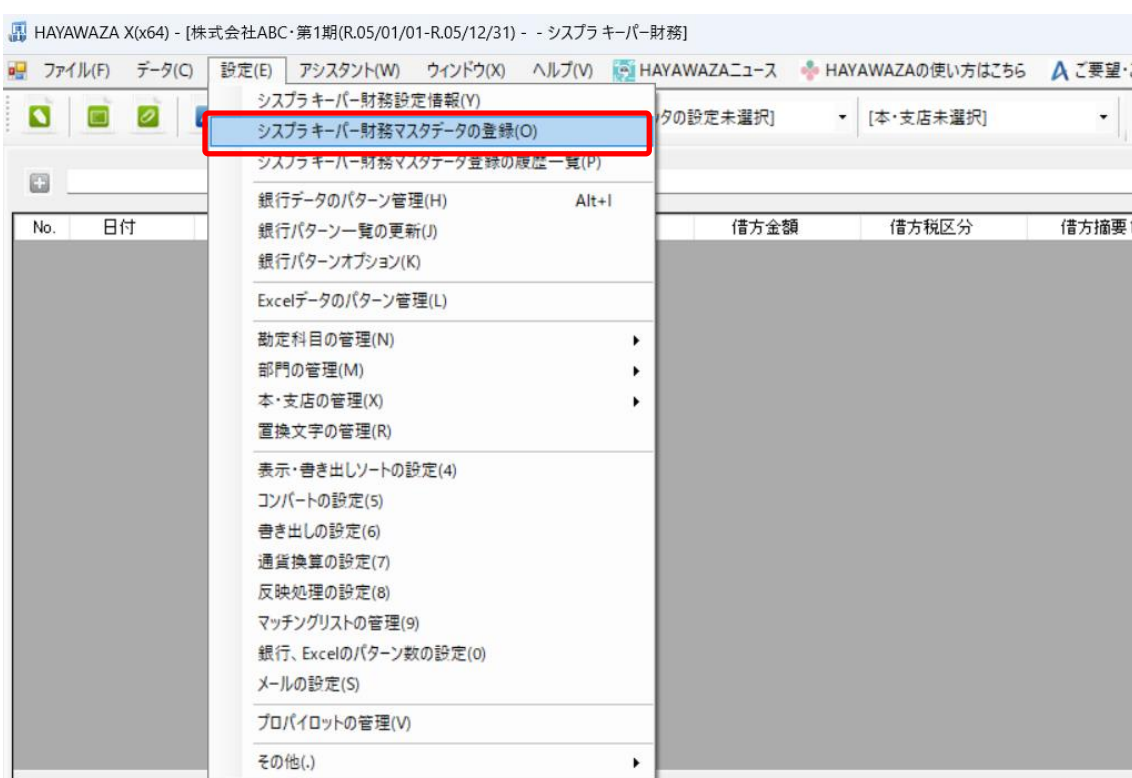 HAYAWAZA X(x64) - [株式会社ABC・第1期(R.05/01/01-R.05/12/31) - - シスプラ キーパー財務]
ファイル(F) データ(C) 設定(E) アシスタント(W) ウィンドウ(X) ヘルプ(V) HAYAWAZAニュース HAYAWAZAの使い方はこちら ご要望・
シスプラ キーパー財務設定情報(Y)
タの設定未選択] [本・支店未選択]
シスプラ キーパー財務マスタデータの登録(O)
シスプラ キーパー財務マスタデータ登録の履歴一覧(P)
銀行データのパターン管理(H) Alt+I
No. 日付 借方金額 借方税区分 借方摘要
銀行パターン一覧の更新(J)
銀行パターンオプション(K)
Excelデータのパターン管理(L)
勘定科目の管理(N)
部門の管理(M)
本・支店の管理(X)
置換文字の管理(R)
表示・書き出しソートの設定(4)
コンバートの設定(5)
書き出しの設定(6)
通貨換算の設定(7)
反映処理の設定(8)
マッチングリストの管理(9)
銀行、Excelのパターン数の設定(0)
メールの設定(S)
プロパイロットの管理(V)
その他(.)